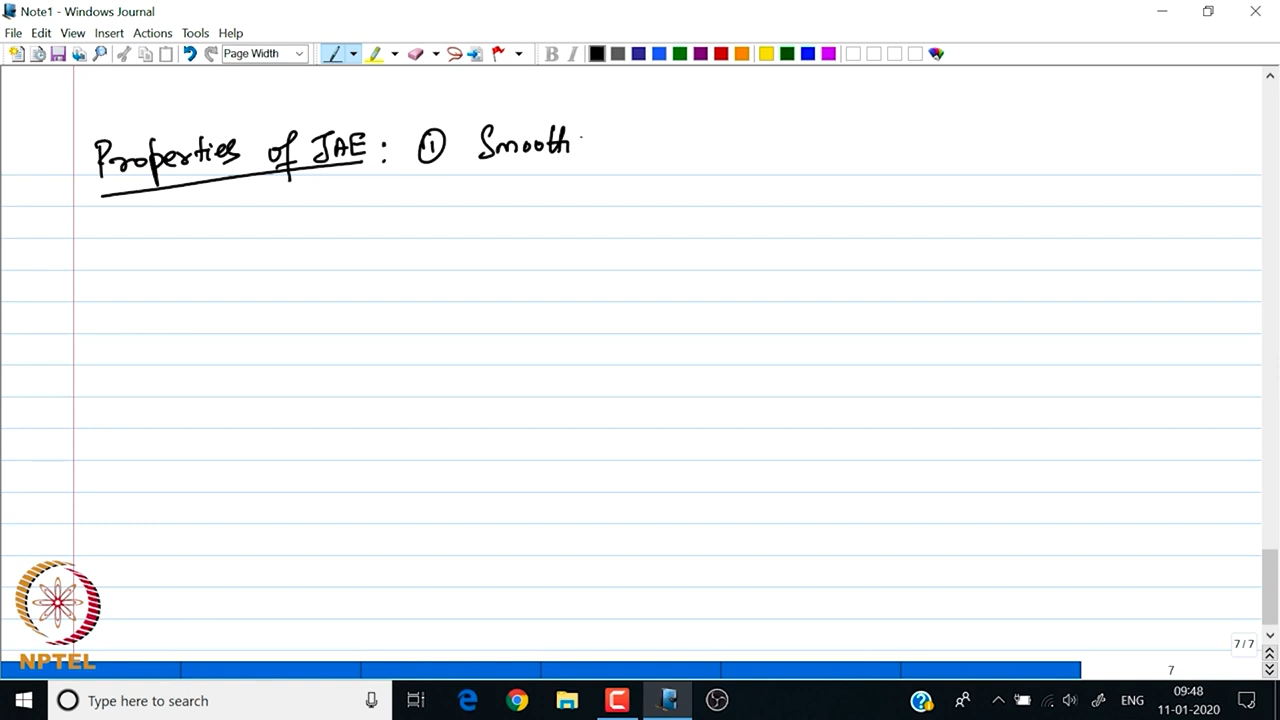 Note1 - Windows Journal
File Edit View Insert Actions Tools Help
Page Width B I
Properties of JAE : ① Smooth
NPTEL
7 / 7
7
Type here to search
ENG
09:48
11-01-2020